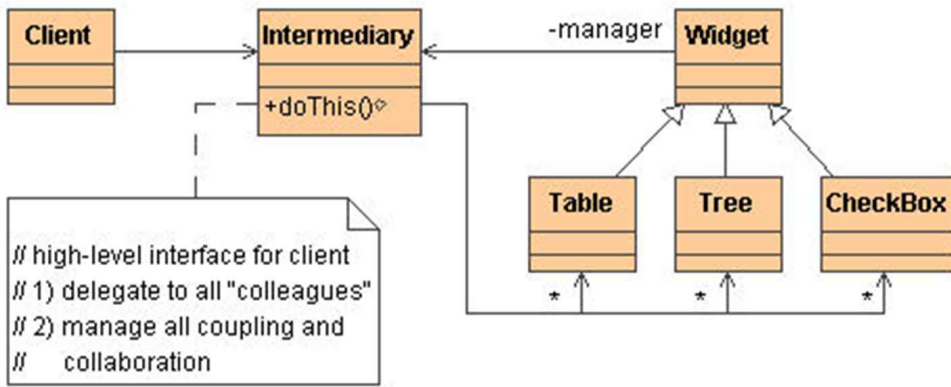 Client
Intermediary
-manager
Widget
+doThis()
Table
Tree
CheckBox
// high-level interface for client
// 1) delegate to all "colleagues"
// 2) manage all coupling and
// collaboration
*
*
*